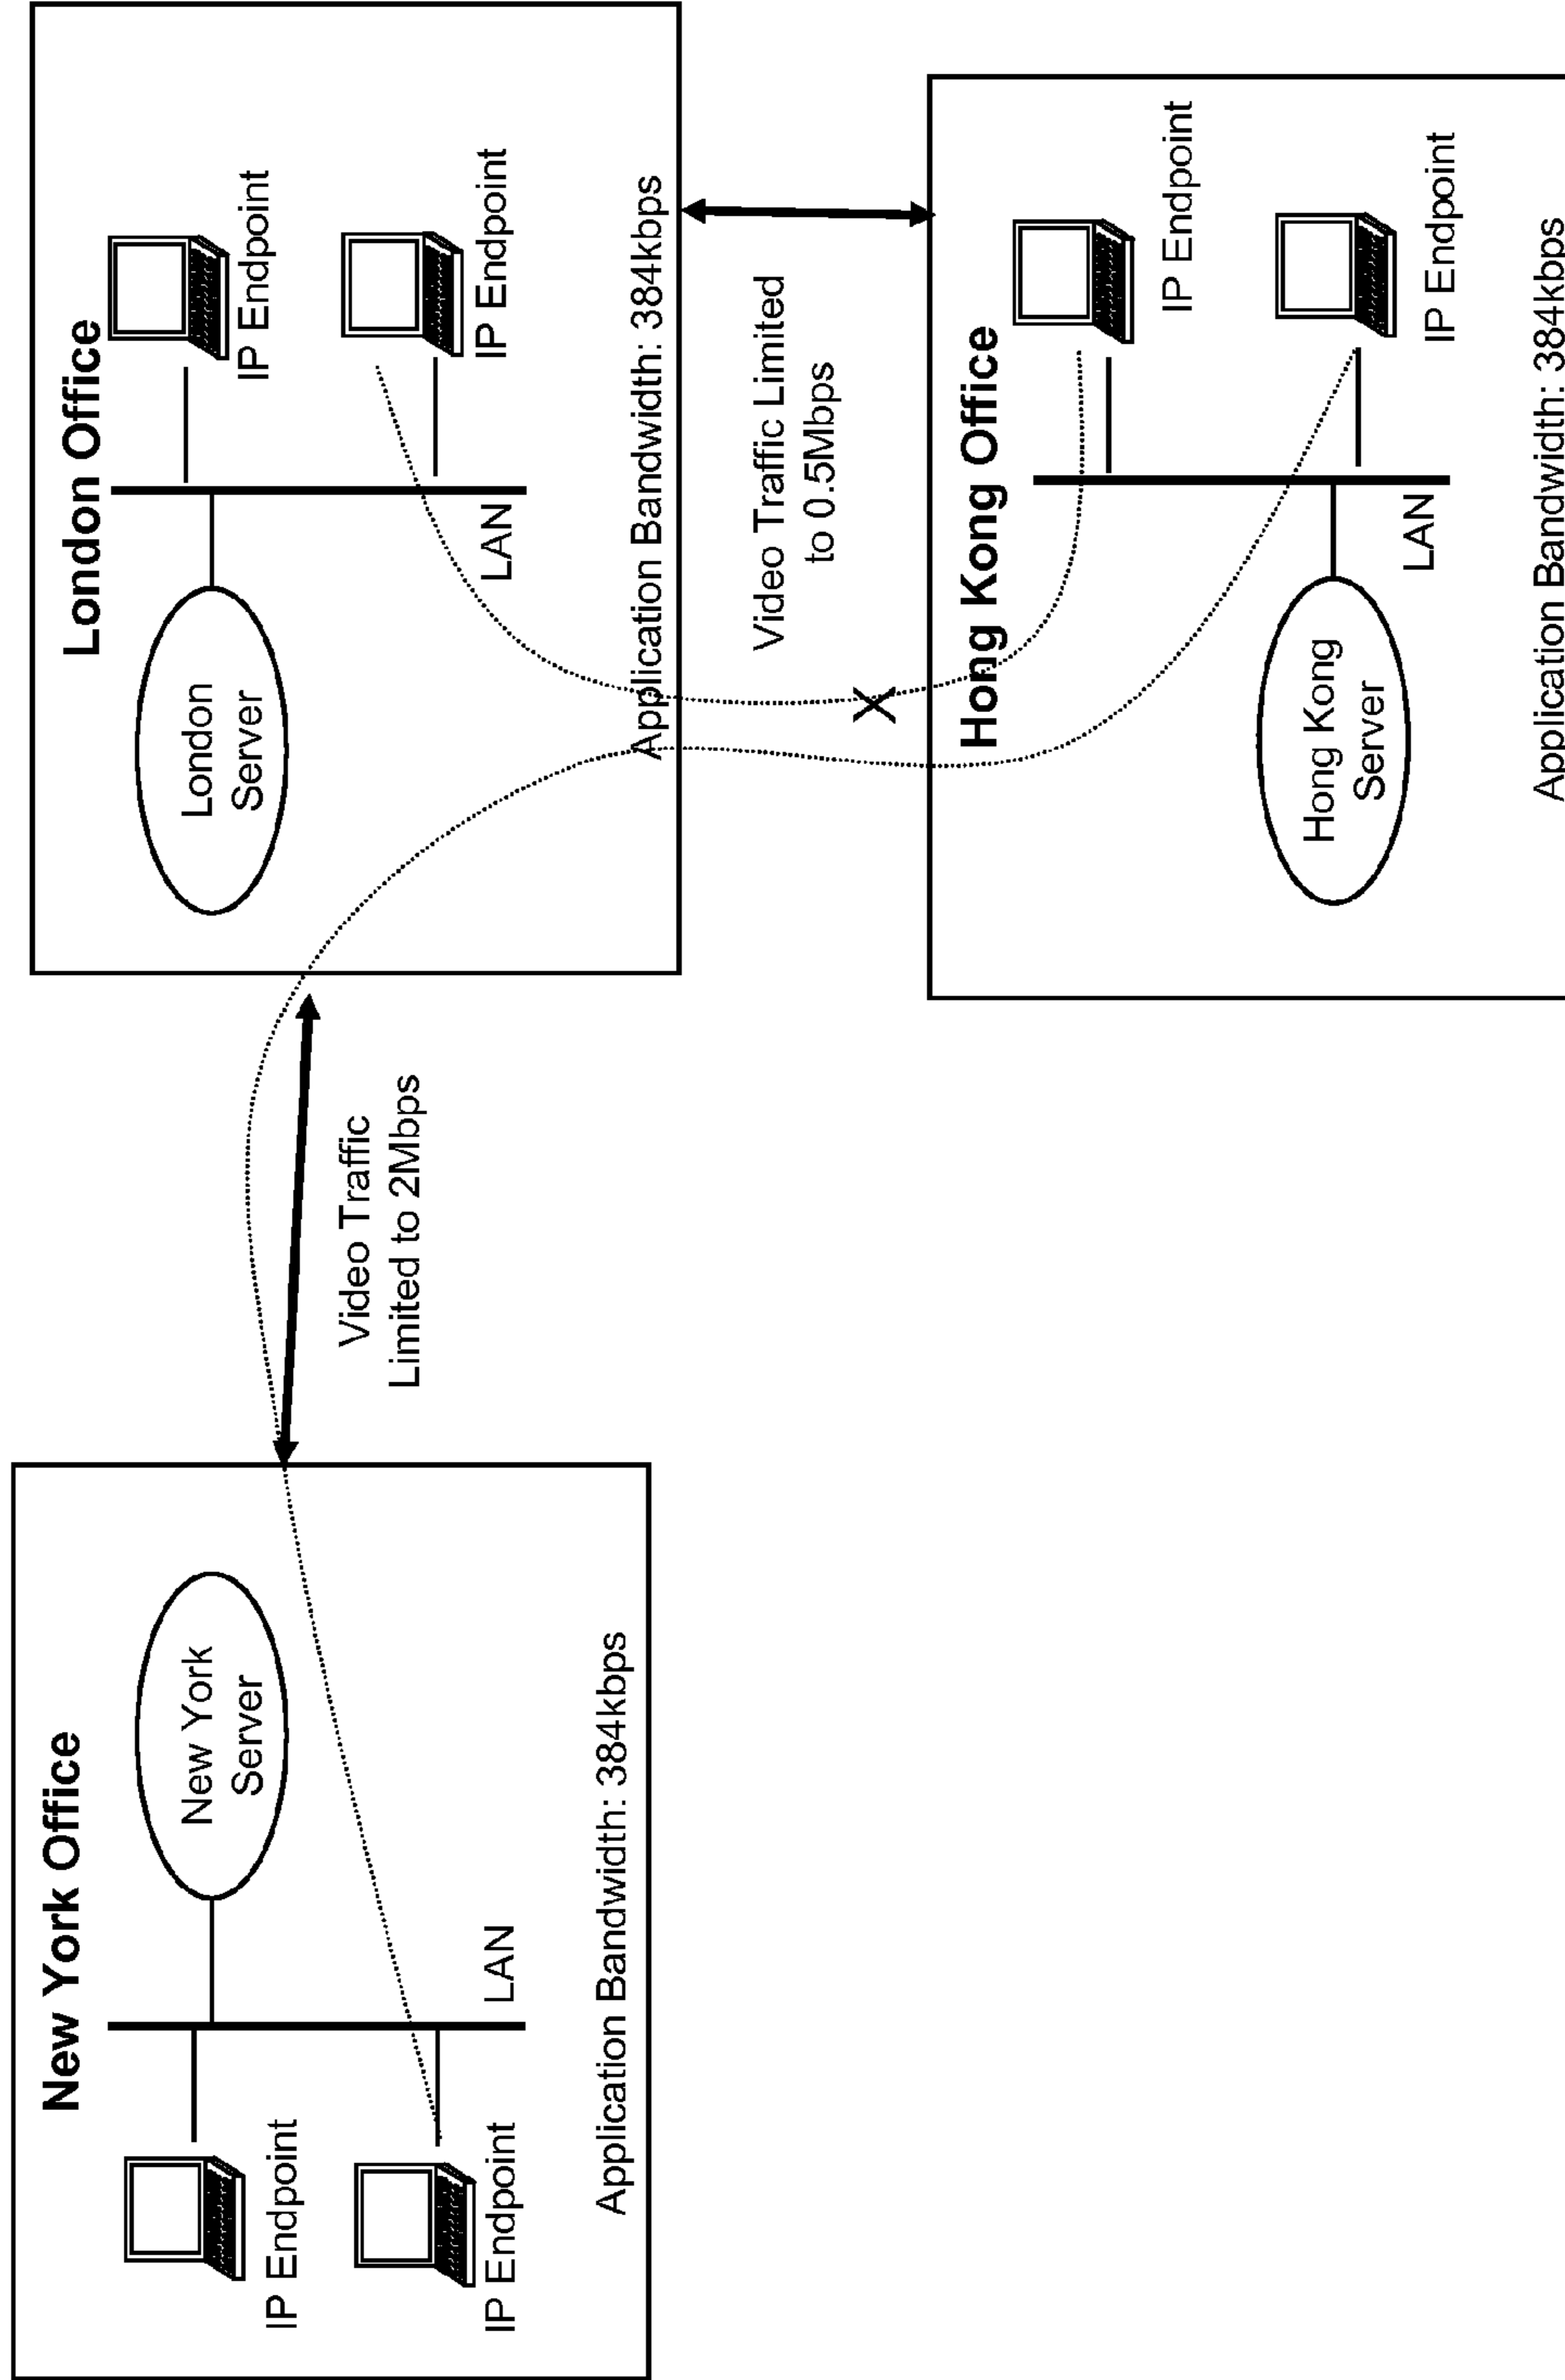 New York Office
New York
Server
IP Endpoint
IP Endpoint
LAN
Application Bandwidth: 384kbps
Video Traffic
Limited to 2Mbps
London Office
London
Server
IP Endpoint
IP Endpoint
LAN
Application Bandwidth: 384kbps
Video Traffic Limited
to 0.5Mbps
X
Hong Kong Office
IP Endpoint
IP Endpoint
Hong Kong
Server
LAN
Application Bandwidth: 384kbps